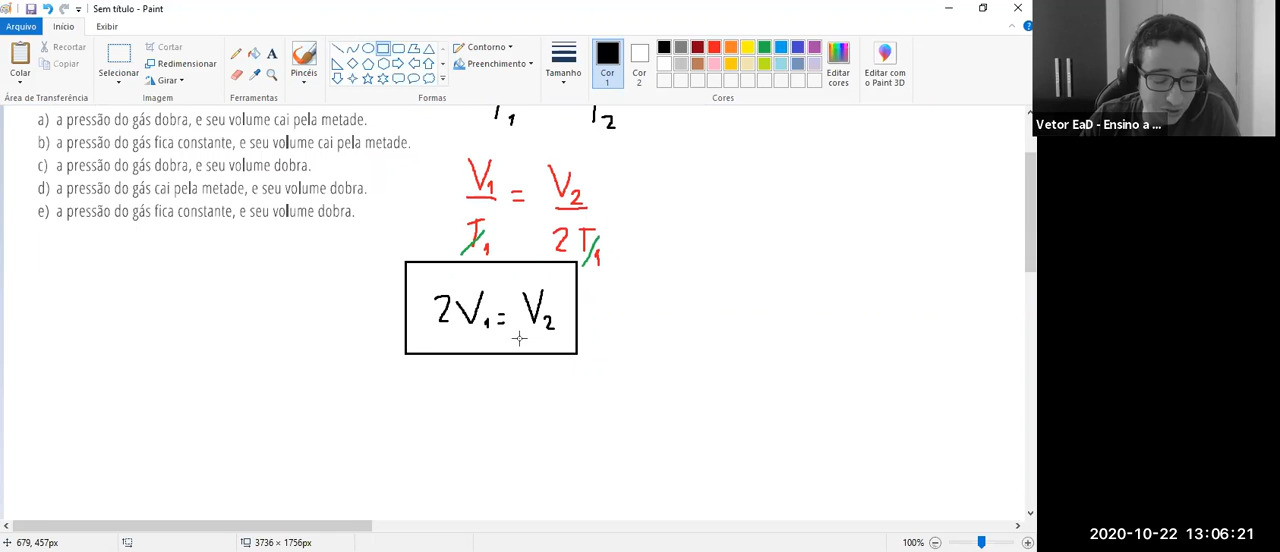 Sem título - Paint
Arquivo Início Exibir
Colar
Recortar
Copiar
Área de Transferência
Selecionar
Cortar
Redimensionar
Girar
Imagem
A
Ferramentas
Pincéis
Contorno
Preenchimento
Formas
Tamanho
Cor 1
Cor 2
Editar cores
Editar com o Paint 3D
Cores
Vetor EaD - Ensino a ...
T1 T2
a) a pressão do gás dobra, e seu volume cai pela metade.
b) a pressão do gás fica constante, e seu volume cai pela metade.
c) a pressão do gás dobra, e seu volume dobra.
d) a pressão do gás cai pela metade, e seu volume dobra.
e) a pressão do gás fica constante, e seu volume dobra.
V1 = V2
T1 2T1
2V1 = V2
679, 457px
3736 × 1756px
100%
2020-10-22 13:06:21